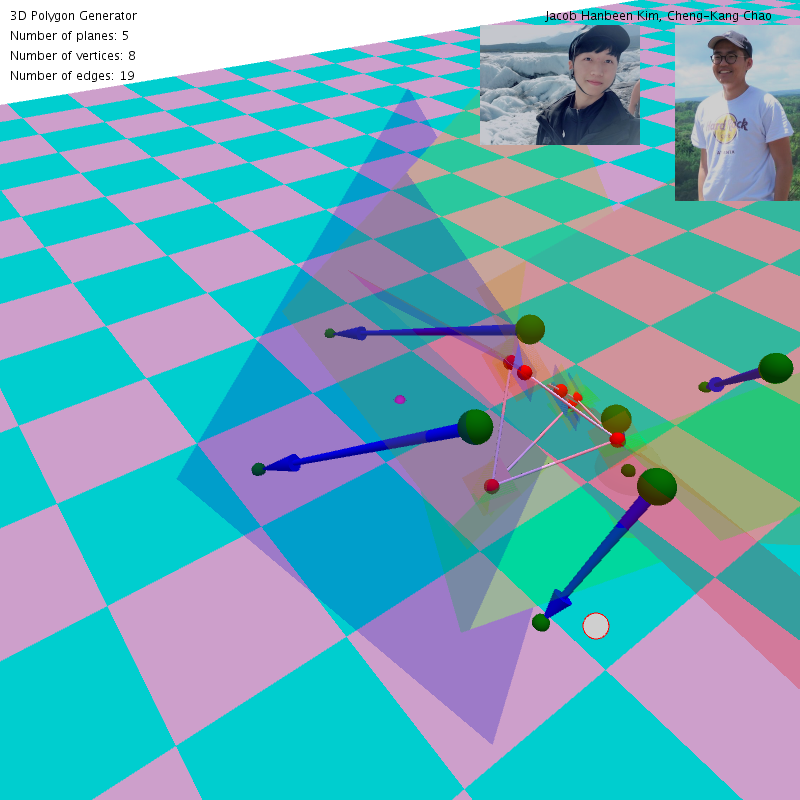 3D Polygon Generator
Jacob Hanbeen Kim, Cheng-Kang Chao
Number of planes: 5
Number of vertices: 8
Number of edges: 19